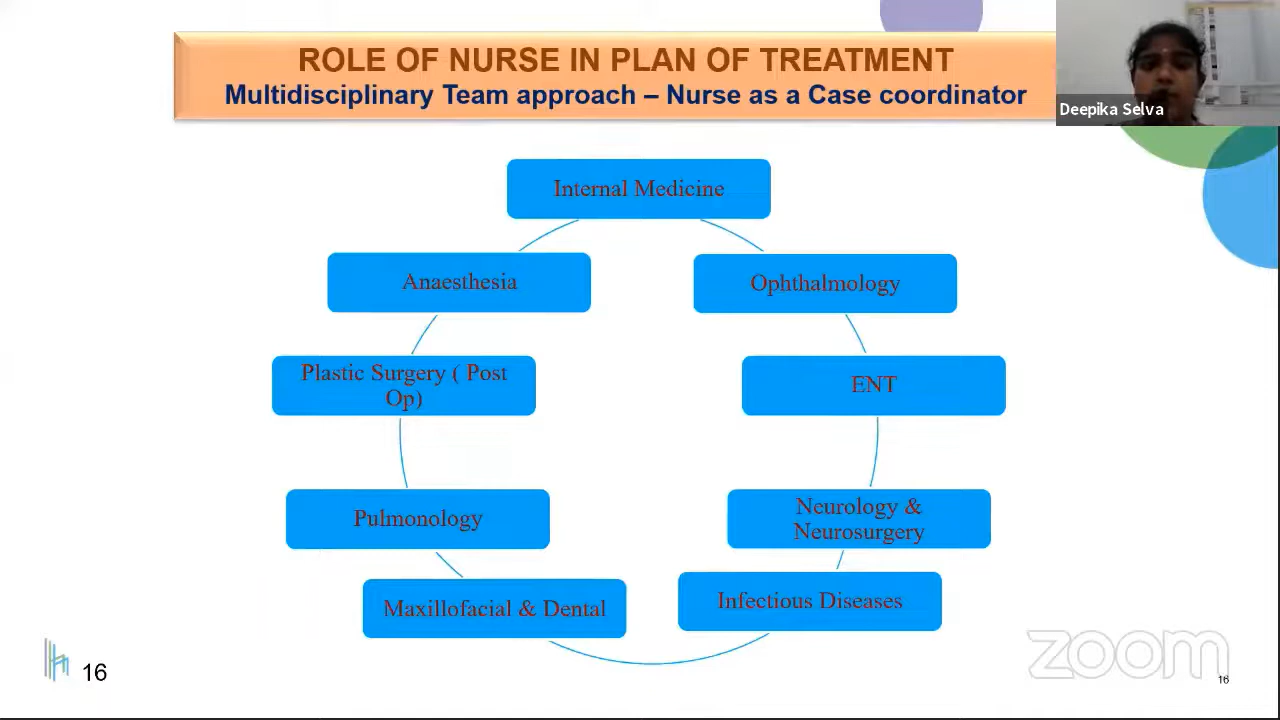 ROLE OF NURSE IN PLAN OF TREATMENT
Multidisciplinary Team approach – Nurse as a Case coordinator
Deepika Selva
Internal Medicine
Anaesthesia
Ophthalmology
Plastic Surgery ( Post
Op)
ENT
Pulmonology
Neurology &
Neurosurgery
Maxillofacial & Dental
Infectious Diseases
16
zoom
16